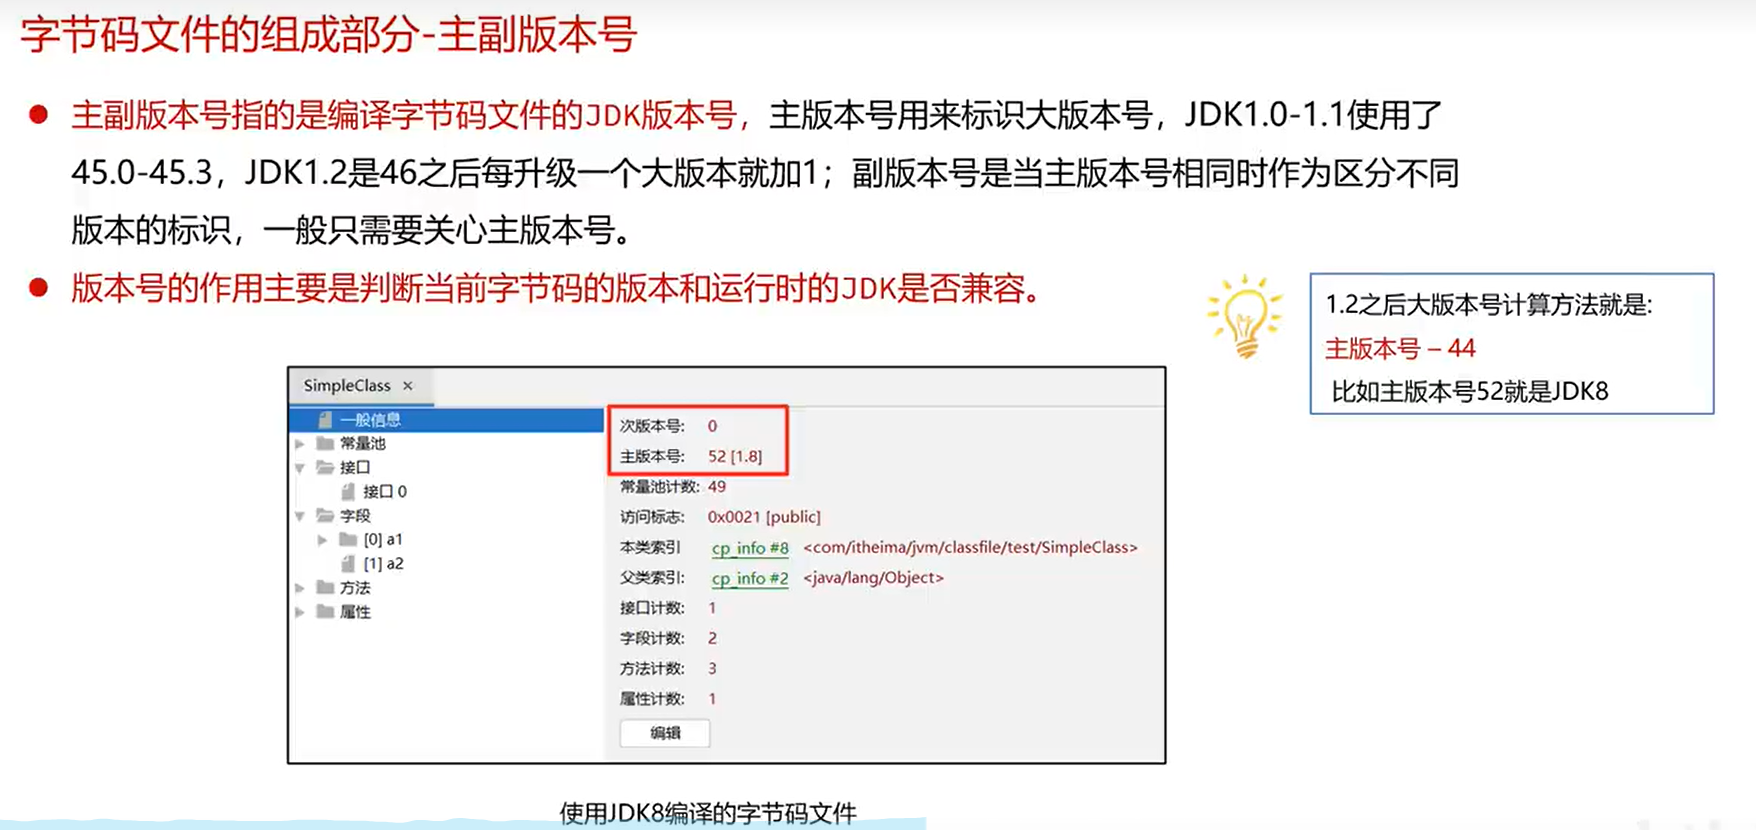 字节码文件的组成部分-主副版本号
主副版本号指的是编译字节码文件的JDK版本号，主版本号用来标识大版本号，JDK1.0-1.1使用了
45.0-45.3，JDK1.2是46之后每升级一个大版本就加1；副版本号是当主版本号相同时作为区分不同
版本的标识，一般只需要关心主版本号。
版本号的作用主要是判断当前字节码的版本和运行时的JDK是否兼容。
1.2之后大版本号计算方法就是:
主版本号 – 44
比如主版本号52就是JDK8
SimpleClass ×
一般信息
常量池
接口
接口 0
字段
[0] a1
[1] a2
方法
属性
次版本号: 0
主版本号: 52 [1.8]
常量池计数: 49
访问标志: 0x0021 [public]
本类索引 cp_info #8 <com/itheima/jvm/classfile/test/SimpleClass>
父类索引: cp_info #2 <java/lang/Object>
接口计数: 1
字段计数: 2
方法计数: 3
属性计数: 1
编辑
使用JDK8编译的字节码文件